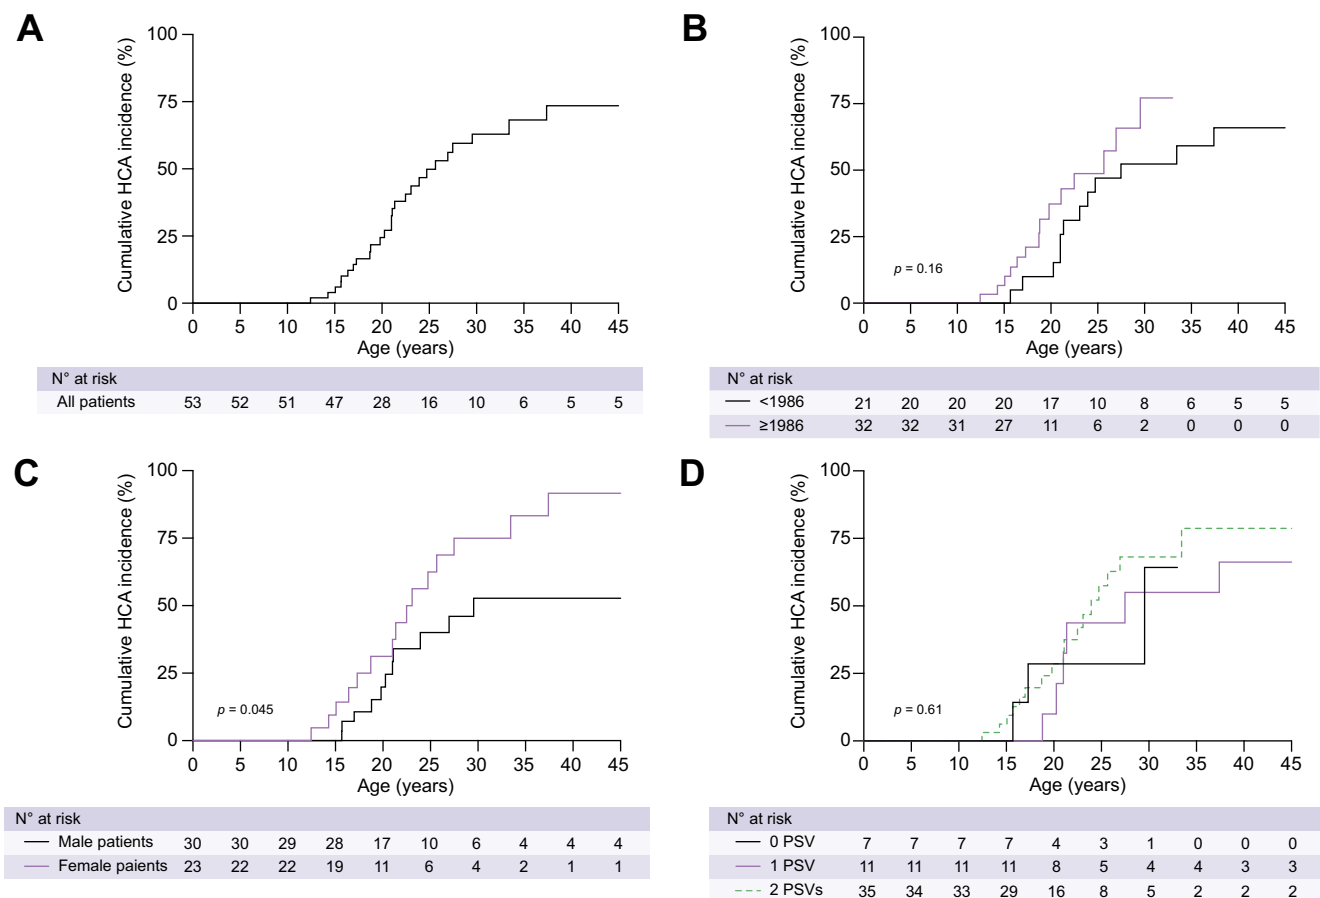 A
Cumulative HCA incidence (%)
100
75
50
25
0
0 5 10 15 20 25 30 35 40 45
Age (years)
N° at risk
All patients 53 52 51 47 28 16 10 6 5 5
B
Cumulative HCA incidence (%)
100
75
50
25
0
p = 0.16
0 5 10 15 20 25 30 35 40 45
Age (years)
N° at risk
<1986 21 20 20 20 17 10 8 6 5 5
≥1986 32 32 31 27 11 6 2 0 0 0
C
Cumulative HCA incidence (%)
100
75
50
25
0
p = 0.045
0 5 10 15 20 25 30 35 40 45
Age (years)
N° at risk
Male patients 30 30 29 28 17 10 6 4 4 4
Female paients 23 22 22 19 11 6 4 2 1 1
D
Cumulative HCA incidence (%)
100
75
50
25
0
p = 0.61
0 5 10 15 20 25 30 35 40 45
Age (years)
N° at risk
0 PSV 7 7 7 7 4 3 1 0 0 0
1 PSV 11 11 11 11 8 5 4 4 3 3
2 PSVs 35 34 33 29 16 8 5 2 2 2